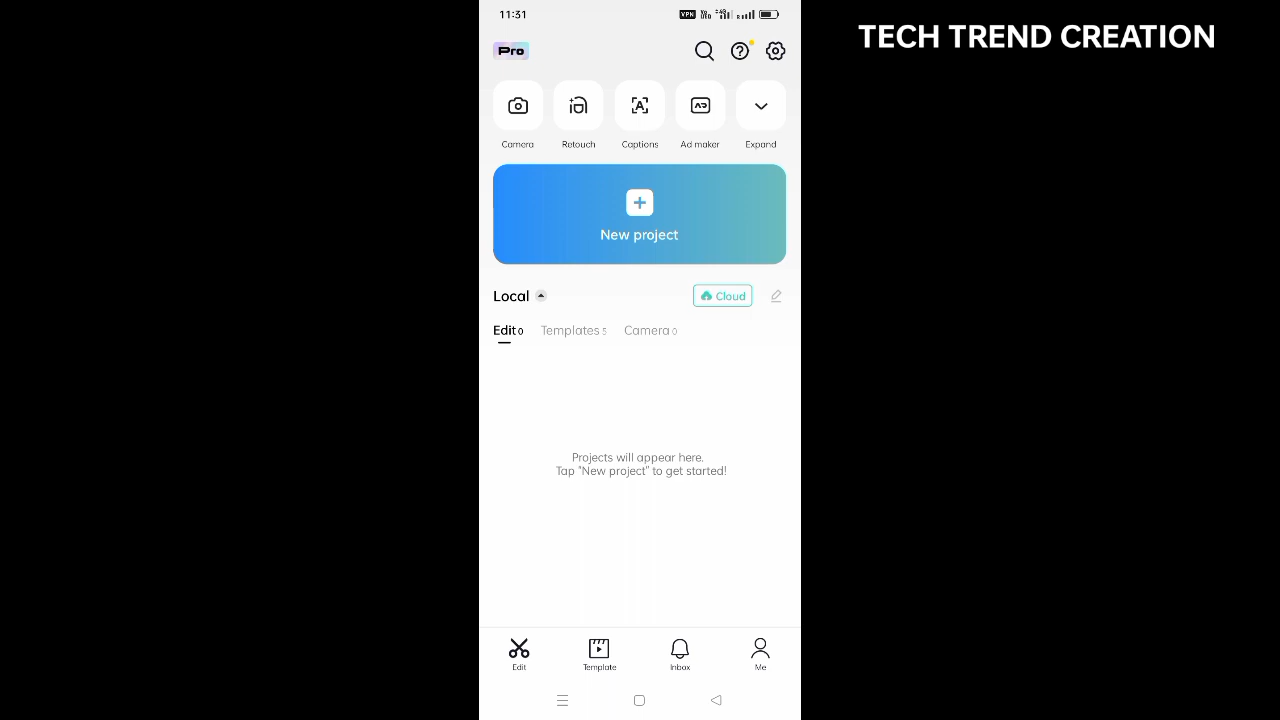 11:31 VPN
TECH TREND CREATION
Pro
Camera Retouch Captions Ad maker Expand
New project
Local Cloud
Edit 0 Templates 5 Camera 0
Projects will appear here.
Tap "New project" to get started!
Edit Template Inbox Me